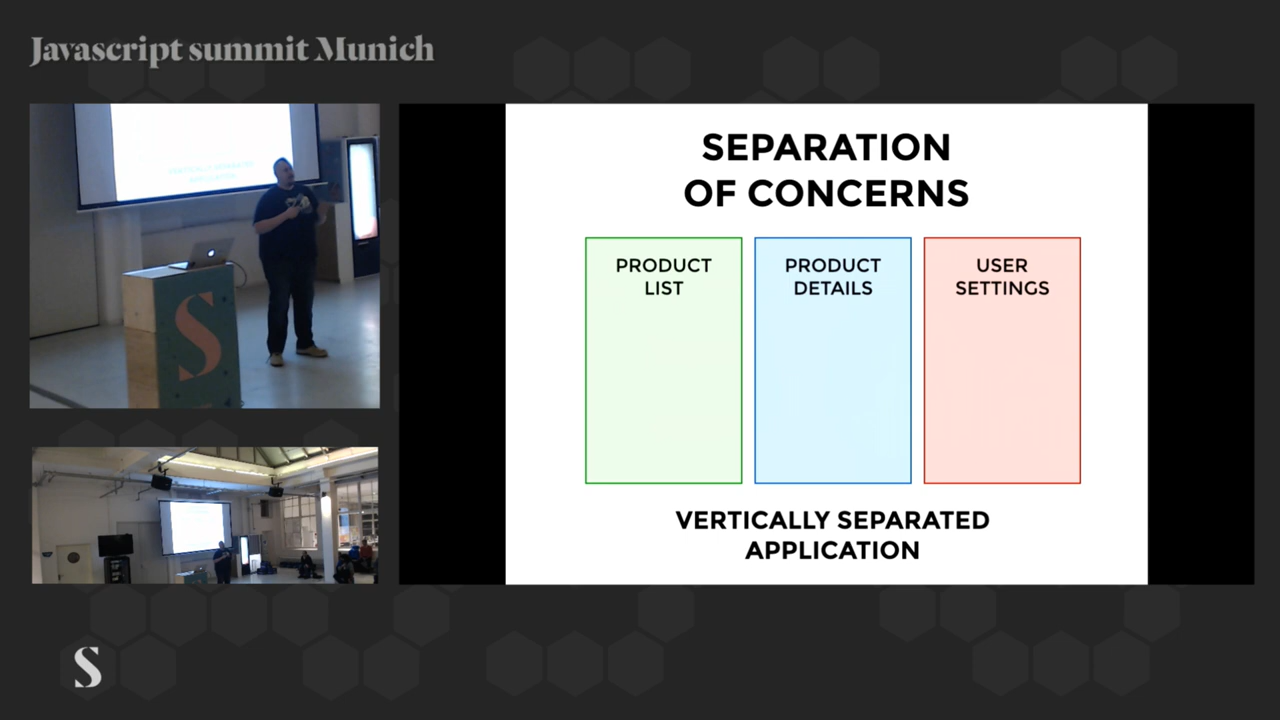 Javascript summit Munich
SEPARATION
OF CONCERNS
PRODUCT
LIST
PRODUCT
DETAILS
USER
SETTINGS
VERTICALLY SEPARATED
APPLICATION
S
S